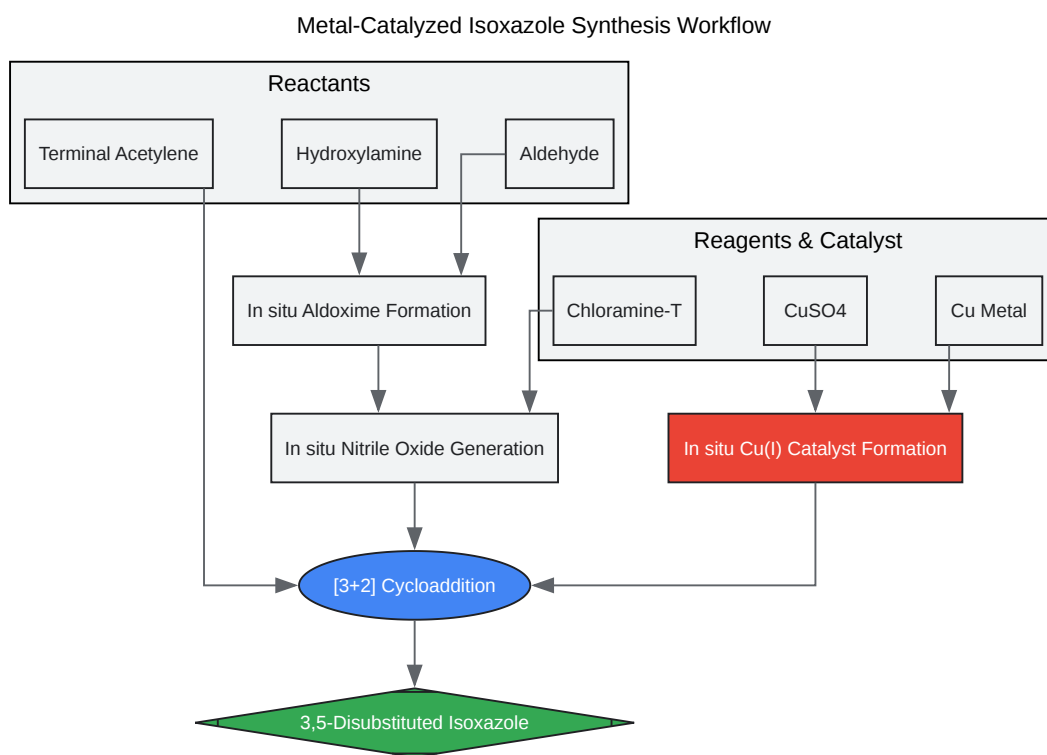 Metal-Catalyzed Isoxazole Synthesis Workflow
Reactants
Terminal Acetylene
Hydroxylamine
Aldehyde
Reagents & Catalyst
In situ Aldoxime Formation
Chloramine-T
CuSO4
Cu Metal
In situ Nitrile Oxide Generation
In situ Cu(I) Catalyst Formation
[3+2] Cycloaddition
3,5-Disubstituted Isoxazole